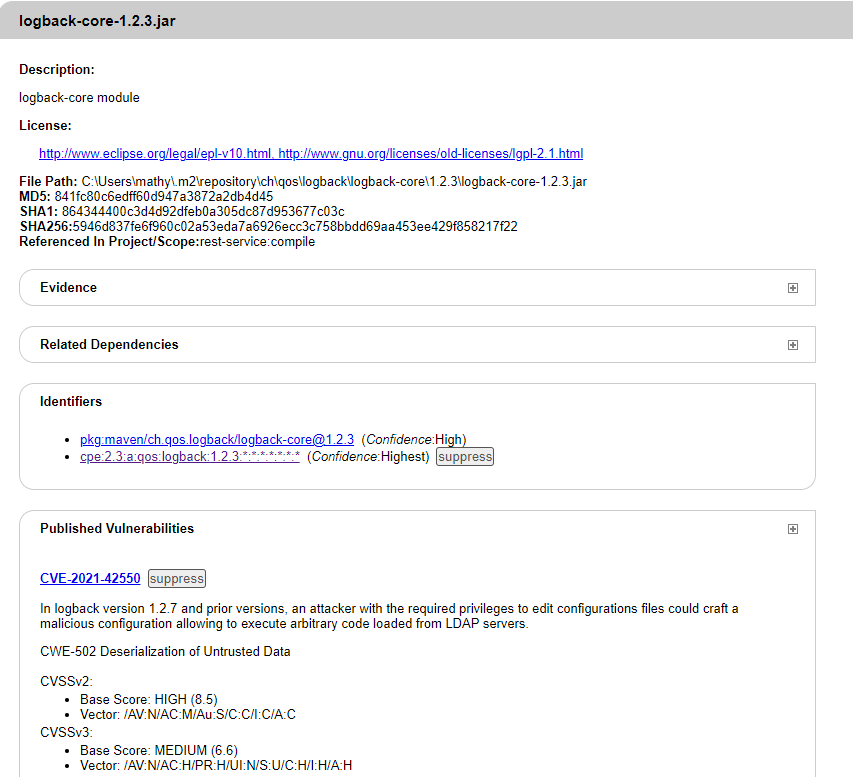 logback-core-1.2.3.jar
Description:
logback-core module
License:
http://www.eclipse.org/legal/epl-v10.html, http://www.gnu.org/licenses/old-licenses/lgpl-2.1.html
File Path: C:\Users\mathy\.m2\repository\ch\qos\logback\logback-core\1.2.3\logback-core-1.2.3.jar
MD5: 841fc80c6edff60d947a3872a2db4d45
SHA1: 864344400c3d4d92dfeb0a305dc87d953677c03c
SHA256:5946d837fe6f960c02a53eda7a6926ecc3c758bbdd69aa453ee429f858217f22
Referenced In Project/Scope:rest-service:compile
Evidence
Related Dependencies
Identifiers
pkg:maven/ch.qos.logback/logback-core@1.2.3 (Confidence:High)
cpe:2.3:a:qos:logback:1.2.3:*:*:*:*:*:*:* (Confidence:Highest) suppress
Published Vulnerabilities
CVE-2021-42550 suppress
In logback version 1.2.7 and prior versions, an attacker with the required privileges to edit configurations files could craft a
malicious configuration allowing to execute arbitrary code loaded from LDAP servers.
CWE-502 Deserialization of Untrusted Data
CVSSv2:
Base Score: HIGH (8.5)
Vector: /AV:N/AC:M/Au:S/C:C/I:C/A:C
CVSSv3:
Base Score: MEDIUM (6.6)
Vector: /AV:N/AC:H/PR:H/UI:N/S:U/C:H/I:H/A:H